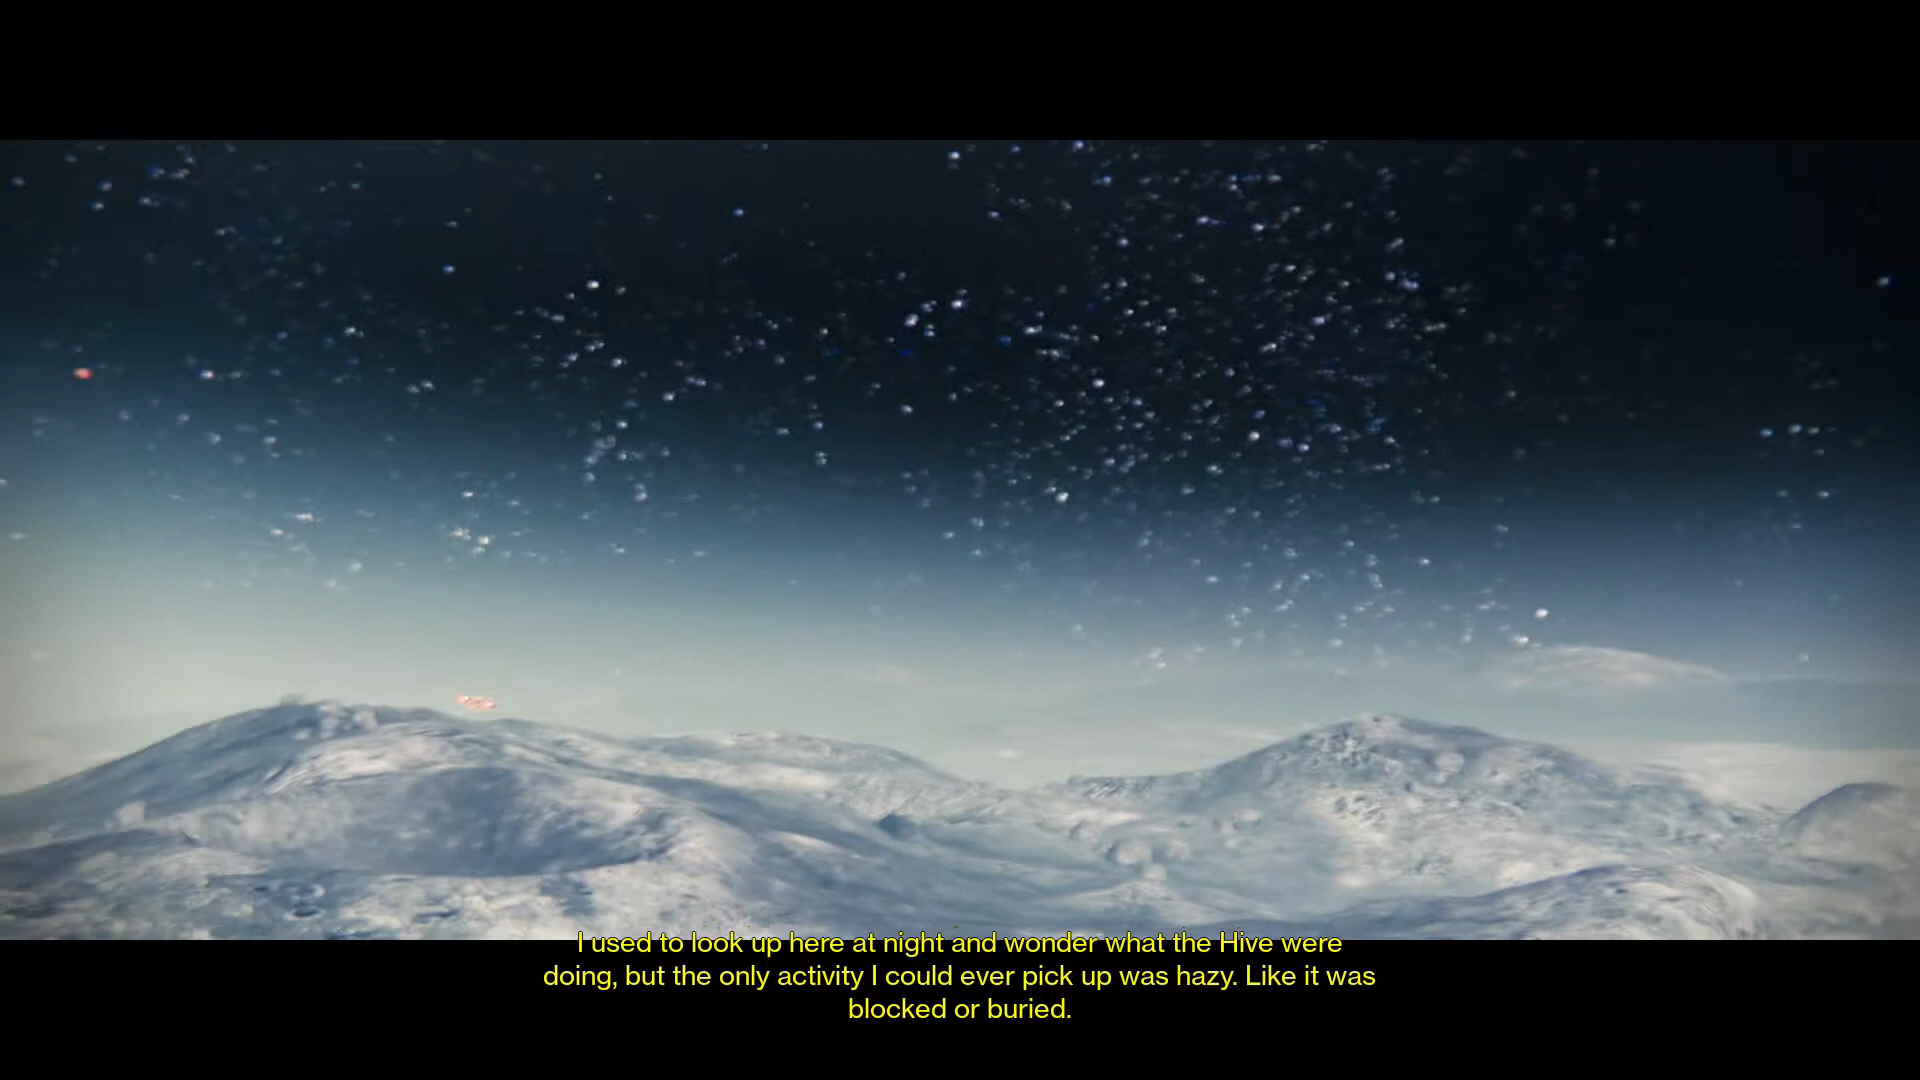 I used to look up here at night and wonder what the Hive were
doing, but the only activity I could ever pick up was hazy. Like it was
blocked or buried.